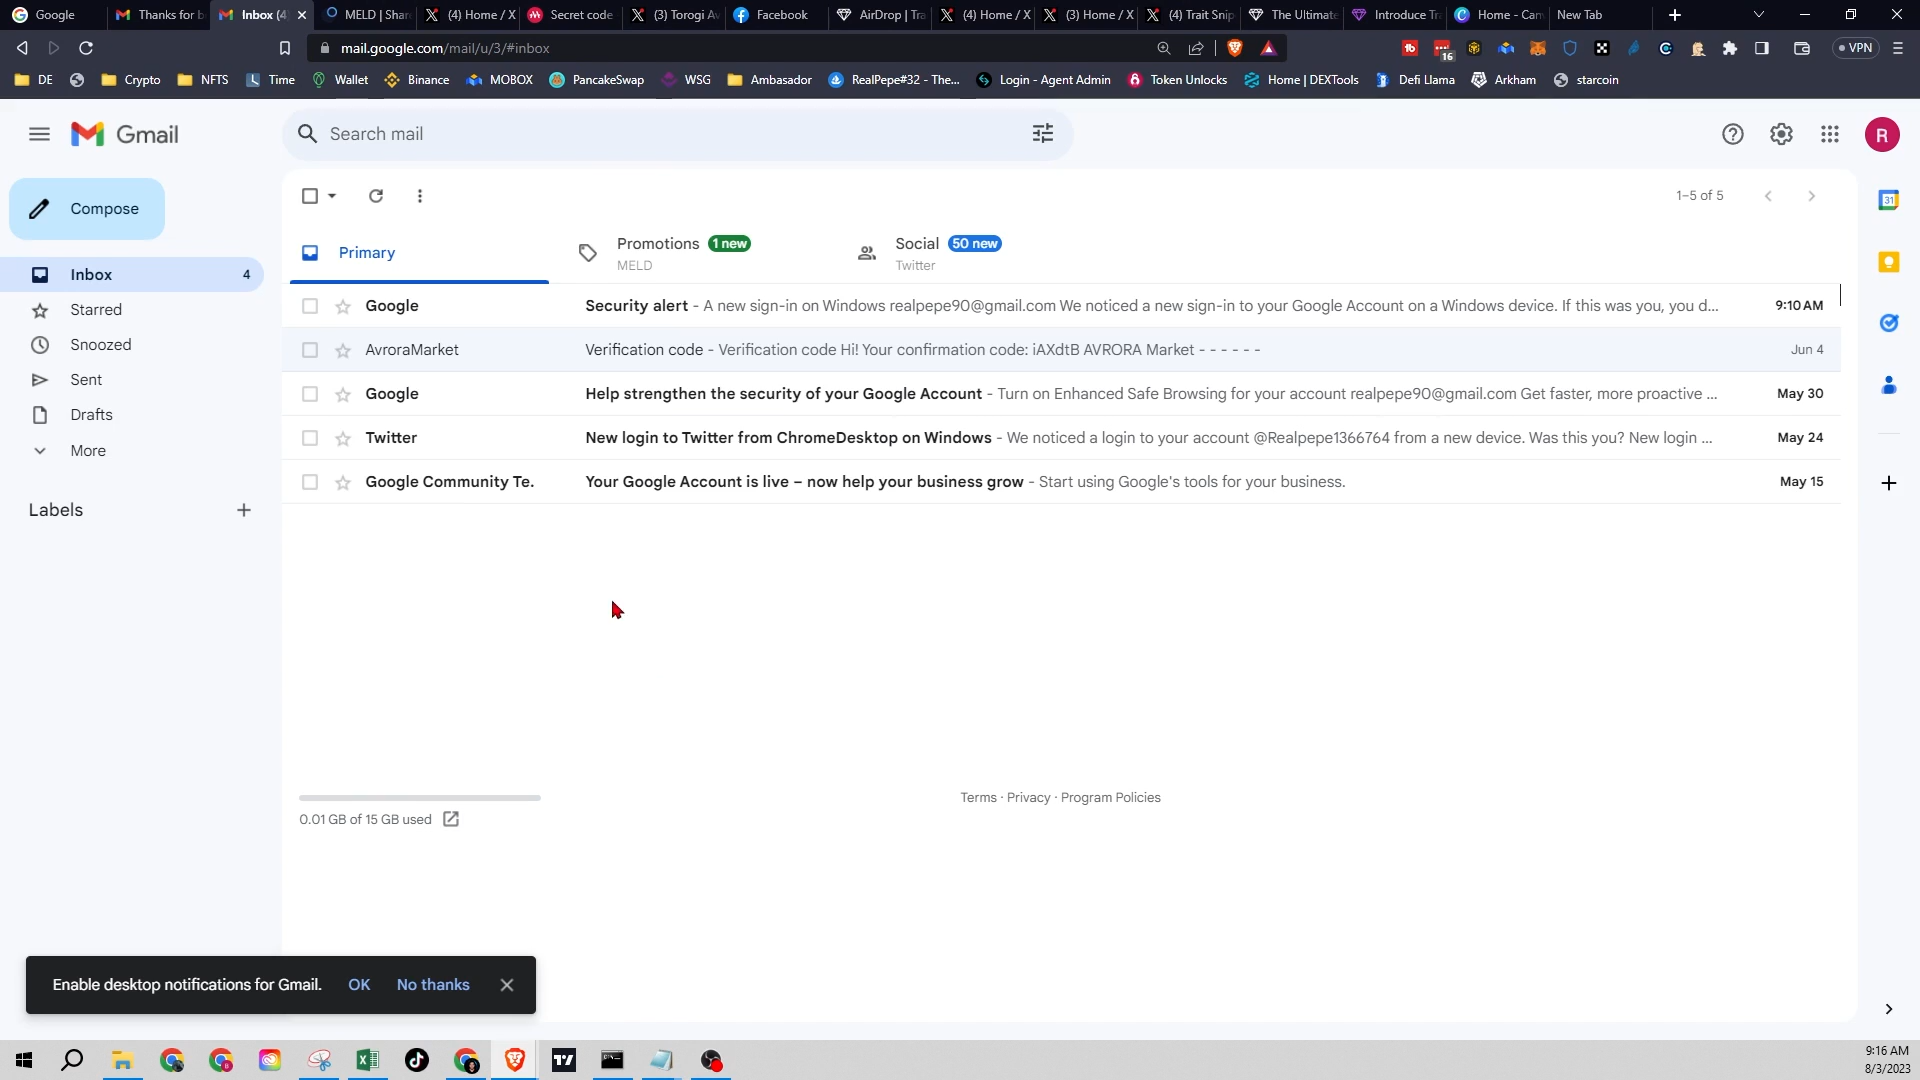 Google
Thanks for b
Inbox (4
MELD | Shar
(4) Home / X
Secret code
(3) Torogi Av
Facebook
AirDrop | Tra
(4) Home / X
(3) Home / X
(4) Trait Snip
The Ultimate
Introduce Tr
Home - Can
New Tab
mail.google.com/mail/u/3/#inbox
16
VPN
DE
Crypto
NFTS
Time
Wallet
Binance
MOBOX
PancakeSwap
WSG
Ambasador
RealPepe#32 - The...
Login - Agent Admin
Token Unlocks
Home | DEXTools
Defi Llama
Arkham
starcoin
Gmail
Search mail
R
Compose
1–5 of 5
31
Primary
Promotions 1 new
MELD
Social 50 new
Twitter
Inbox 4
Starred
Snoozed
Sent
Drafts
More
Labels
Google Security alert - A new sign-in on Windows realpepe90@gmail.com We noticed a new sign-in to your Google Account on a Windows device. If this was you, you d... 9:10 AM
AvroraMarket Verification code - Verification code Hi! Your confirmation code: iAXdtB AVRORA Market - - - - - - Jun 4
Google Help strengthen the security of your Google Account - Turn on Enhanced Safe Browsing for your account realpepe90@gmail.com Get faster, more proactive ... May 30
Twitter New login to Twitter from ChromeDesktop on Windows - We noticed a login to your account @Realpepe1366764 from a new device. Was this you? New login ... May 24
Google Community Te. Your Google Account is live – now help your business grow - Start using Google's tools for your business. May 15
0.01 GB of 15 GB used
Terms · Privacy · Program Policies
Enable desktop notifications for Gmail. OK No thanks
9:16 AM
8/3/2023